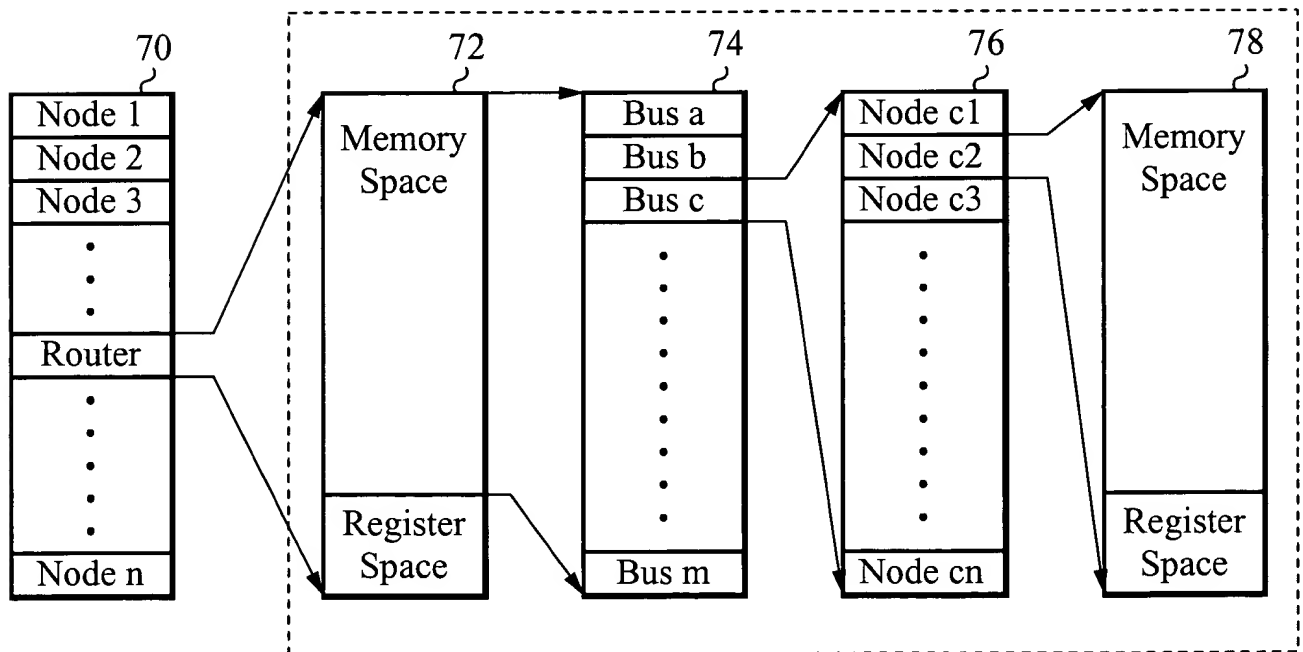 70
72
74
76
78
Node 1
Node 2
Node 3
Router
Node n
Memory
Space
Register
Space
Bus a
Bus b
Bus c
Bus m
Node c1
Node c2
Node c3
Node cn
Memory
Space
Register
Space